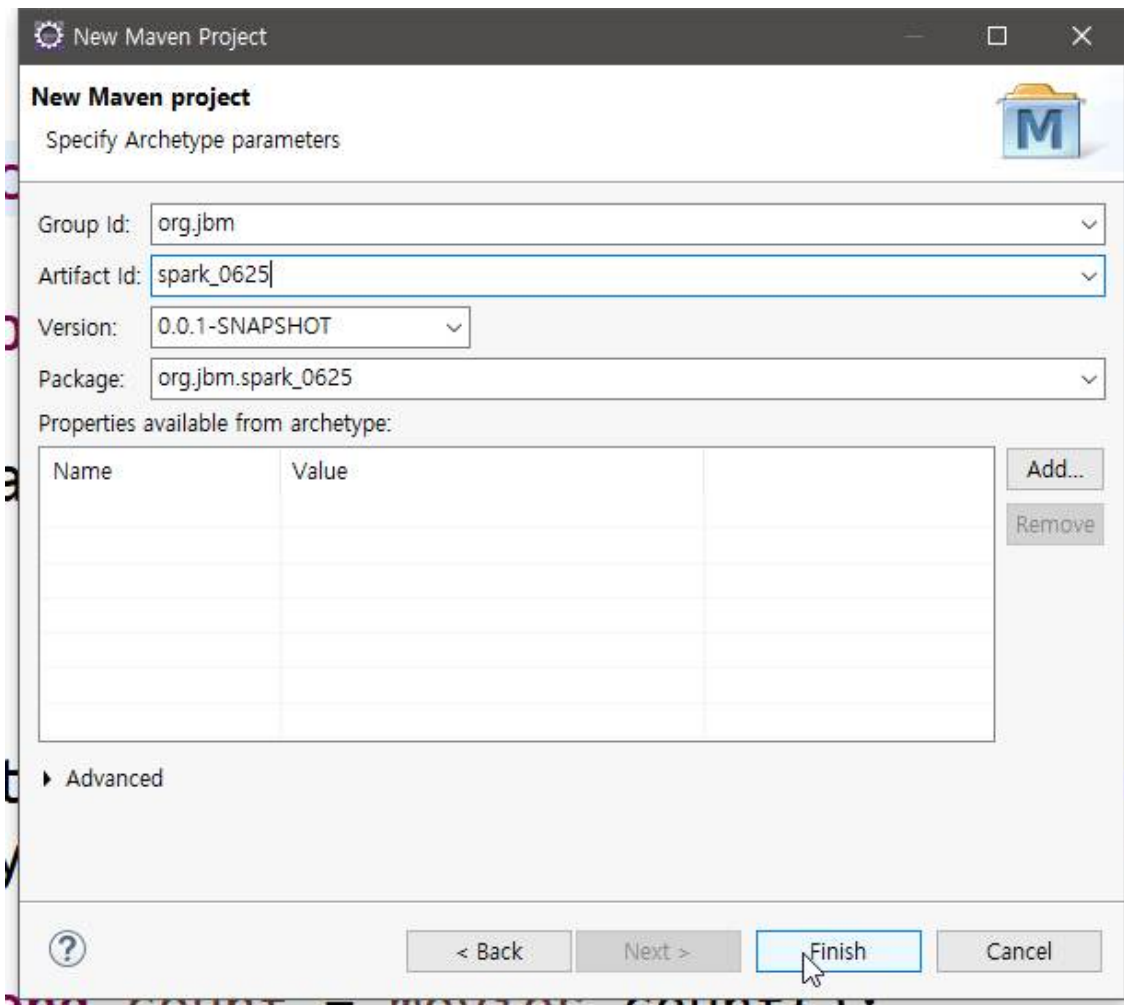 New Maven Project
New Maven project
Specify Archetype parameters
M
Group Id: org.jbm
Artifact Id: spark_0625
Version: 0.0.1-SNAPSHOT
Package: org.jbm.spark_0625
Properties available from archetype:
Name Value
Add...
Remove
Advanced
? < Back Next > Finish Cancel